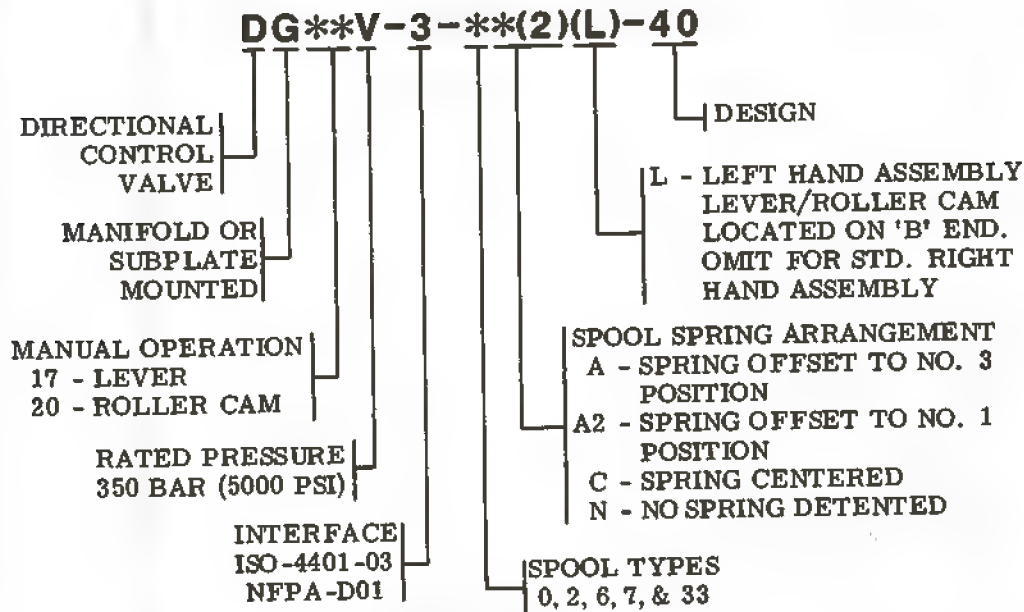 DG**V-3-**(2)(L)-40
DIRECTIONAL
CONTROL
VALVE
MANIFOLD OR
SUBPLATE
MOUNTED
MANUAL OPERATION
17 - LEVER
20 - ROLLER CAM
RATED PRESSURE
350 BAR (5000 PSI)
INTERFACE
ISO-4401-03
NFPA-D01
DESIGN
L - LEFT HAND ASSEMBLY
LEVER/ROLLER CAM
LOCATED ON 'B' END.
OMIT FOR STD. RIGHT
HAND ASSEMBLY
SPOOL SPRING ARRANGEMENT
A - SPRING OFFSET TO NO. 3
POSITION
A2 - SPRING OFFSET TO NO. 1
POSITION
C - SPRING CENTERED
N - NO SPRING DETENTED
SPOOL TYPES
0, 2, 6, 7, & 33